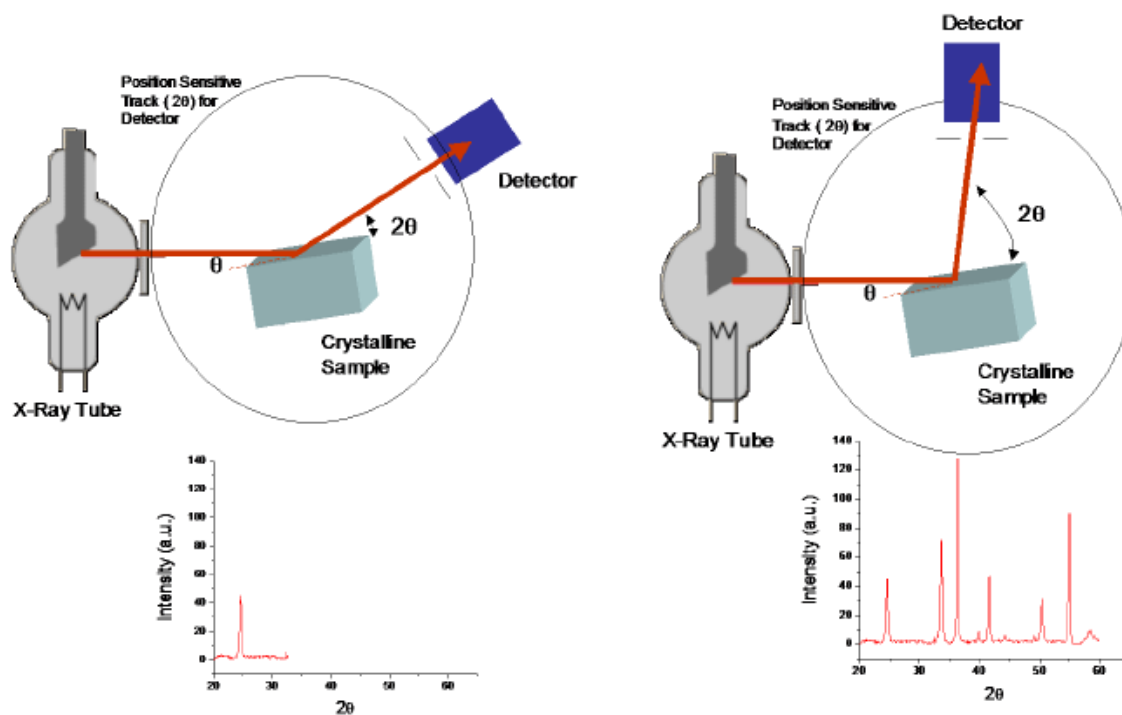 Position Sensitive
Track ( 2θ) for
Detector
Detector
2θ
θ
Crystalline
Sample
X-Ray Tube
140
120
100
80
60
40
20
0
Intensity (a.u.)
20
30
40
50
60
2θ
Detector
Position Sensitive
Track ( 2θ) for
Detector
2θ
θ
Crystalline
Sample
X-Ray Tube
140
120
100
80
60
40
20
0
Intensity (a.u.)
20
30
40
50
60
2θ